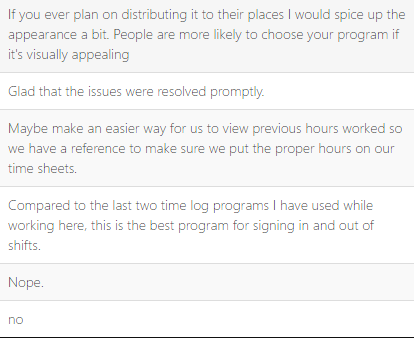 If you ever plan on distributing it to their places I would spice up the
appearance a bit. People are more likely to choose your program if
it's visually appealing
Glad that the issues were resolved promptly.
Maybe make an easier way for us to view previous hours worked so
we have a reference to make sure we put the proper hours on our
time sheets.
Compared to the last two time log programs I have used while
working here, this is the best program for signing in and out of
shifts.
Nope.
no